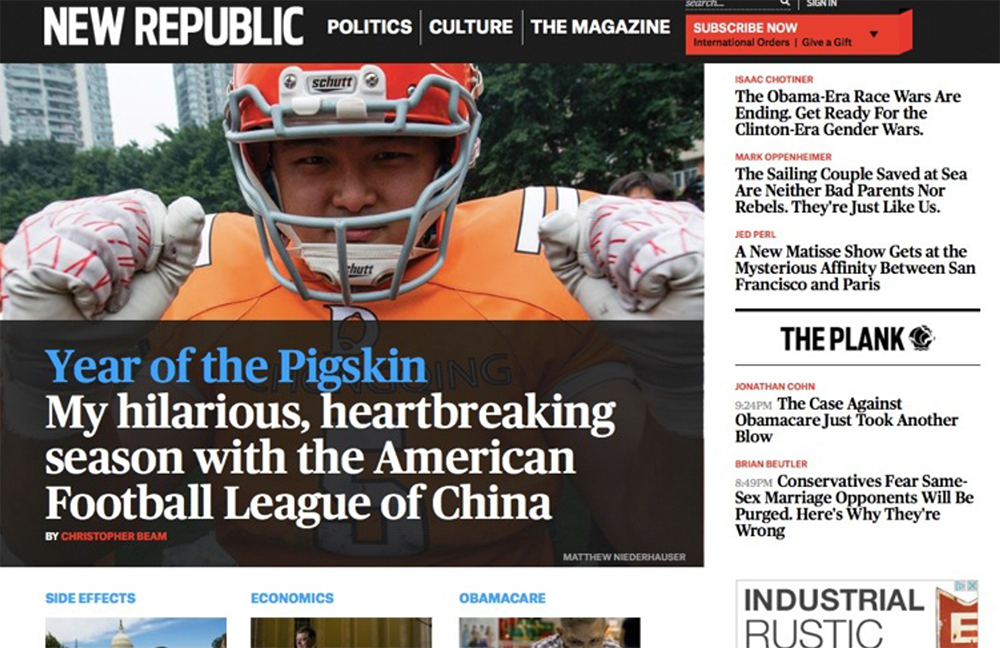 NEW REPUBLIC
POLITICS
CULTURE
THE MAGAZINE
search...
SIGN IN
SUBSCRIBE NOW
International Orders | Give a Gift
schutt
schutt
Year of the Pigskin
My hilarious, heartbreaking
season with the American
Football League of China
BY CHRISTOPHER BEAM
MATTHEW NIEDERHAUSER
ISAAC CHOTINER
The Obama-Era Race Wars Are
Ending. Get Ready For the
Clinton-Era Gender Wars.
MARK OPPENHEIMER
The Sailing Couple Saved at Sea
Are Neither Bad Parents Nor
Rebels. They're Just Like Us.
JED PERL
A New Matisse Show Gets at the
Mysterious Affinity Between San
Francisco and Paris
THE PLANK
JONATHAN COHN
9:24PM The Case Against
Obamacare Just Took Another
Blow
BRIAN BEUTLER
8:49PM Conservatives Fear Same-
Sex Marriage Opponents Will Be
Purged. Here's Why They're
Wrong
SIDE EFFECTS
ECONOMICS
OBAMACARE
INDUSTRIAL
RUSTIC